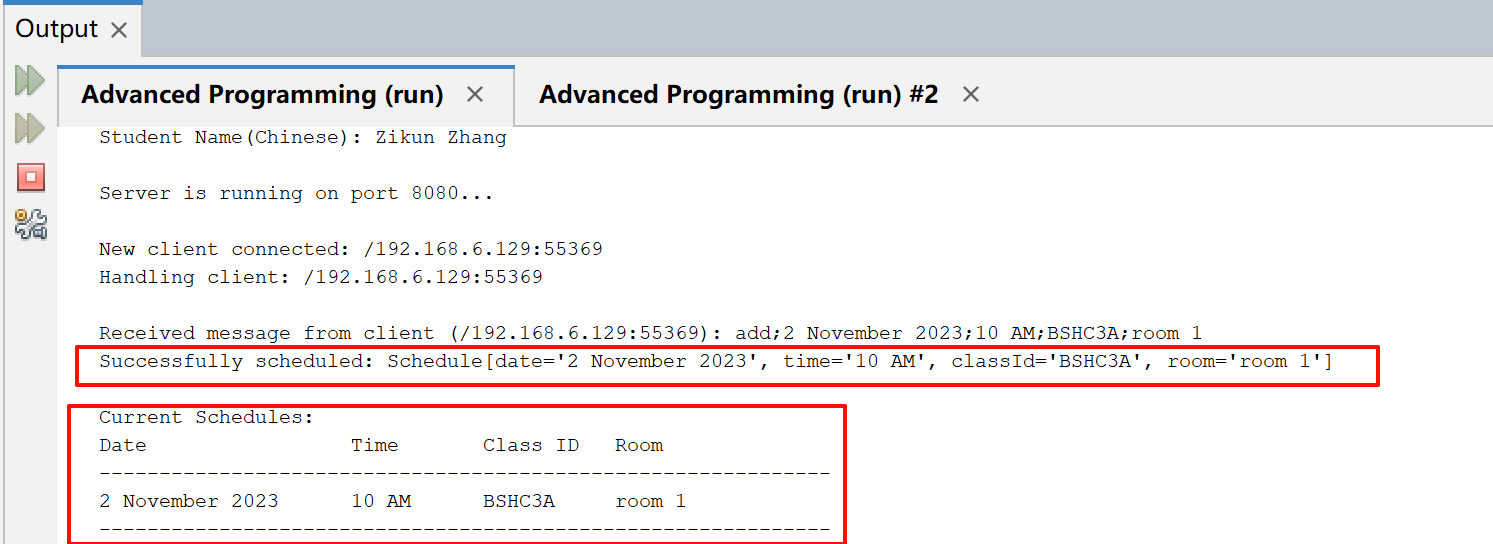 Output
Advanced Programming (run) Advanced Programming (run) #2
Student Name(Chinese): Zikun Zhang
Server is running on port 8080...
New client connected: /192.168.6.129:55369
Handling client: /192.168.6.129:55369
Received message from client (/192.168.6.129:55369): add;2 November 2023;10 AM;BSHC3A;room 1
Successfully scheduled: Schedule[date='2 November 2023', time='10 AM', classId='BSHC3A', room='room 1']
Current Schedules:
Date Time Class ID Room
-------------------------------------------------------------
2 November 2023 10 AM BSHC3A room 1
-------------------------------------------------------------